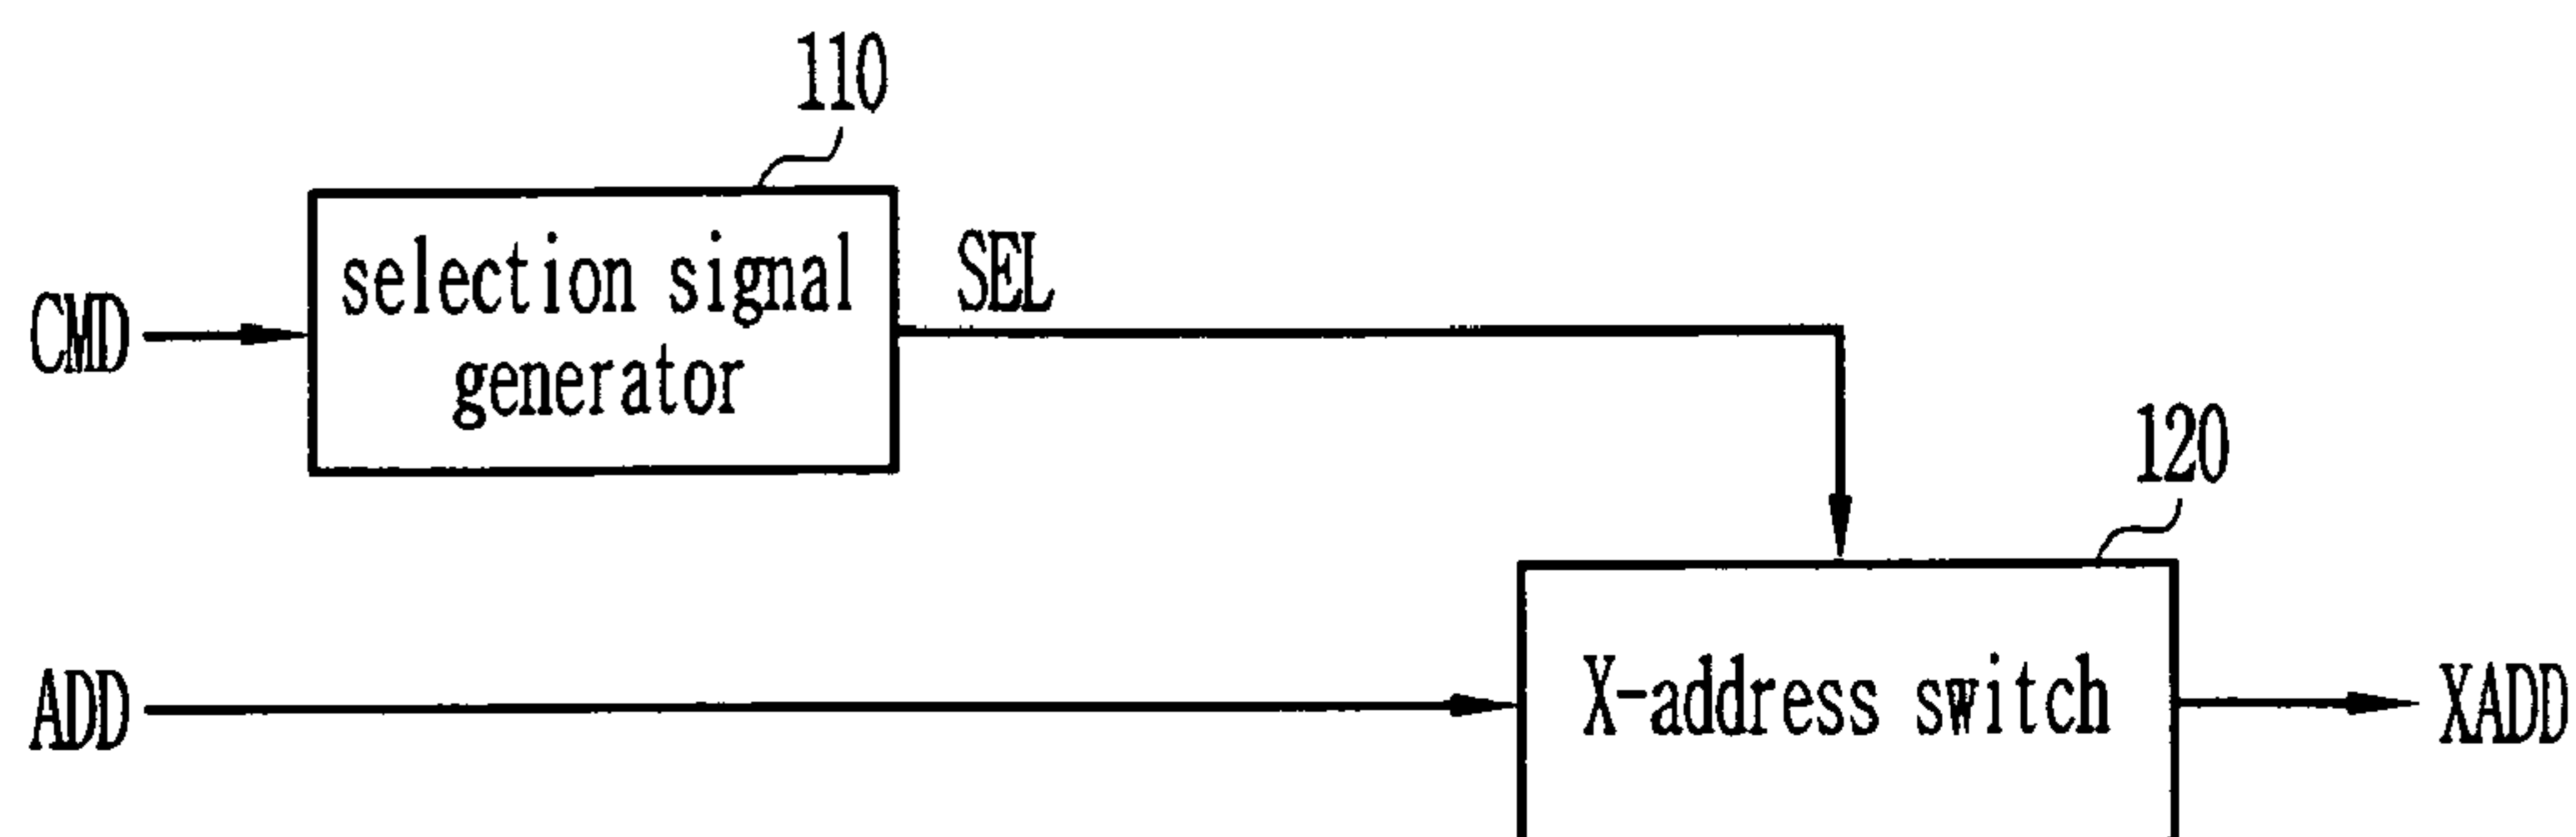 110
selection signal
generator
SEL
CMD
120
ADD
X-address switch
XADD